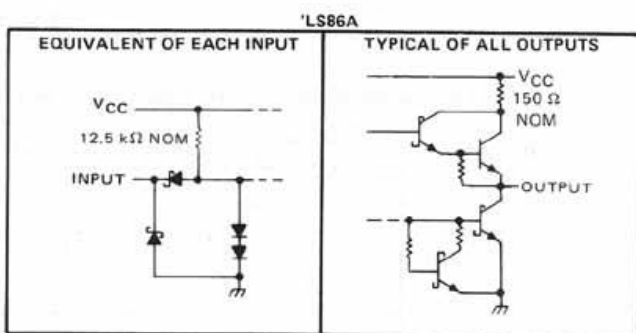 'LS86A
EQUIVALENT OF EACH INPUT
VCC
12.5 kΩ NOM
INPUT
TYPICAL OF ALL OUTPUTS
VCC
150 Ω
NOM
OUTPUT